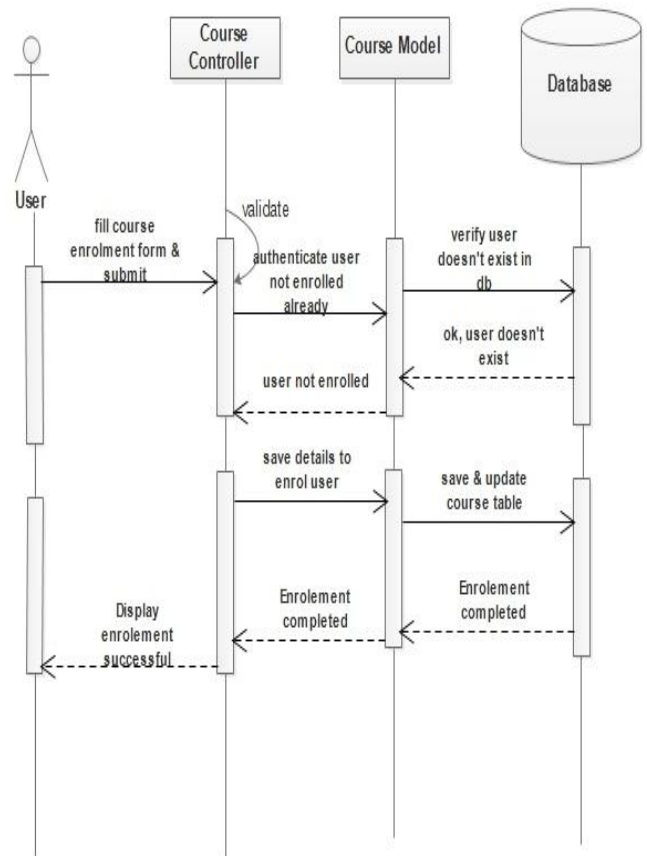 Course
Controller
Course Model
Database
User
validate
fill course
enrolment form &
submit
authenticate user
not enrolled
already
verify user
doesn't exist in
db
ok, user doesn't
exist
user not enrolled
save details to
enrol user
save & update
course table
Enrolement
completed
Enrolement
completed
Display
enrolement
successful